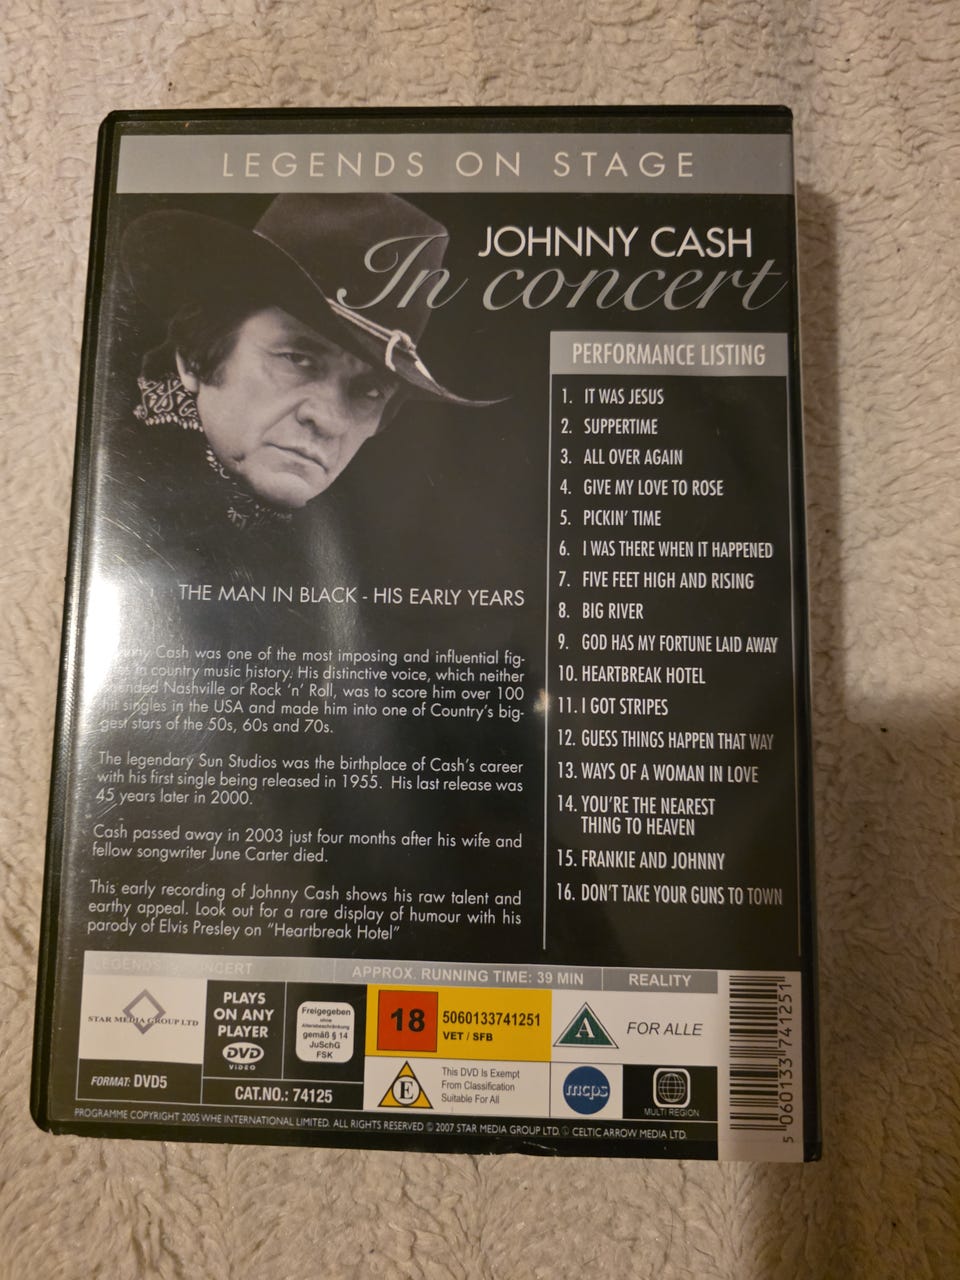 LEGENDS ON STAGE
JOHNNY CASH
In concert
PERFORMANCE LISTING
1. IT WAS JESUS
2. SUPPERTIME
3. ALL OVER AGAIN
4. GIVE MY LOVE TO ROSE
5. PICKIN' TIME
6. I WAS THERE WHEN IT HAPPENED
7. FIVE FEET HIGH AND RISING
8. BIG RIVER
9. GOD HAS MY FORTUNE LAID AWAY
10. HEARTBREAK HOTEL
11. I GOT STRIPES
12. GUESS THINGS HAPPEN THAT WAY
13. WAYS OF A WOMAN IN LOVE
14. YOU'RE THE NEAREST
THING TO HEAVEN
15. FRANKIE AND JOHNNY
16. DON'T TAKE YOUR GUNS TO TOWN
THE MAN IN BLACK - HIS EARLY YEARS
Cash was one of the most imposing and influential fig-
in country music history. His distinctive voice, which neither
Nashville or Rock 'n' Roll, was to score him over 100
hit singles in the USA and made him into one of Country's big-
gest stars of the 50s, 60s and 70s.
The legendary Sun Studios was the birthplace of Cash's career
with his first single being released in 1955. His last release was
45 years later in 2000.
Cash passed away in 2003 just four months after his wife and
fellow songwriter June Carter died.
This early recording of Johnny Cash shows his raw talent and
earthy appeal. Look out for a rare display of humour with his
parody of Elvis Presley on "Heartbreak Hotel"
LEGENDS
APPROX. RUNNING TIME: 39 MIN
REALITY
STAR MEDIA GROUP LTD
FORMAT: DVD5
PLAYS
ON ANY
PLAYER
DVD
VIDEO
Freigegeben
ohne
Altersbeschränkung
gemäß § 14
JuSchG
FSK
CAT.NO.: 74125
18
5060133741251
VET / SFB
A
FOR ALLE
E
This DVD Is Exempt
From Classification
Suitable For All
mcps
MULTI REGION
5 060133 741251
PROGRAMME COPYRIGHT 2005 WHE INTERNATIONAL LIMITED. ALL RIGHTS RESERVED © 2007 STAR MEDIA GROUP LTD. © CELTIC ARROW MEDIA LTD.